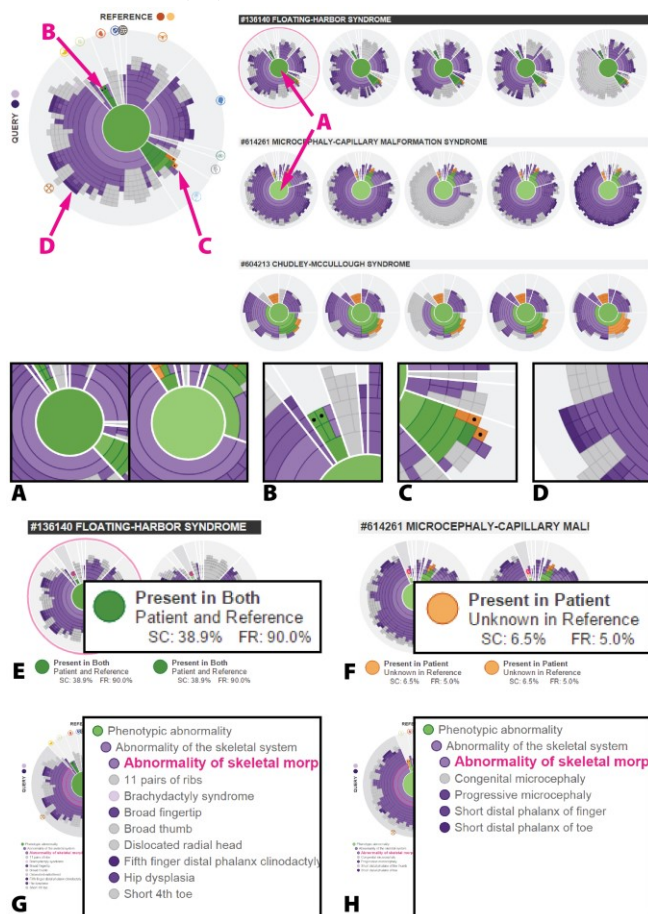 REFERENCE
QUERY
B
D
C
#136140 FLOATING-HARBOR SYNDROME
A
#614261 MICROCEPHALY-CAPILLARY MALFORMATION SYNDROME
#604213 CHUDLEY-MCCULLOUGH SYNDROME
A
B
C
D
#136140 FLOATING-HARBOR SYNDROME
Present in Both
Patient and Reference
SC: 38.9% FR: 90.0%
E
Present in Both
Patient and Reference
SC: 38.9% FR: 90.0%
Present in Both
Patient and Reference
SC: 38.9% FR: 90.0%
#614261 MICROCEPHALY-CAPILLARY MALI
Present in Patient
Unknown in Reference
SC: 6.5% FR: 5.0%
F
Present in Patient
Unknown in Reference
SC: 6.5% FR: 5.0%
Present in Patient
Unknown in Reference
SC: 6.5% FR: 5.0%
REFER
QUERY
Phenotypic abnormality
Abnormality of the skeletal system
Abnormality of skeletal morp
11 pairs of ribs
Brachydactyly syndrome
Broad fingertip
Broad thumb
Dislocated radial head
Fifth finger distal phalanx clinodactyly
Hip dysplasia
Short 4th toe
G
QUERY
Phenotypic abnormality
Abnormality of the skeletal system
Abnormality of skeletal morp
Congenital microcephaly
Progressive microcephaly
Short distal phalanx of finger
Short distal phalanx of toe
H